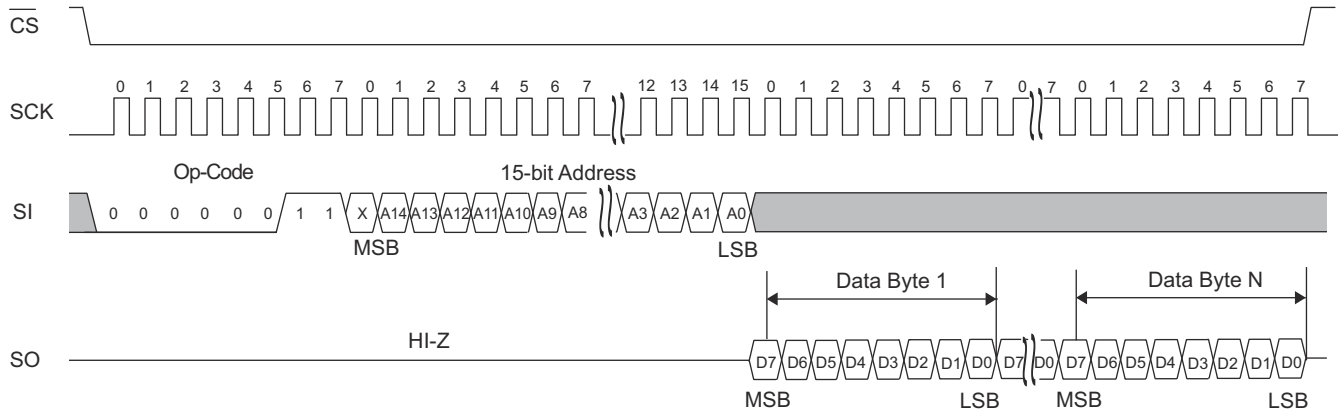 CS
0 1 2 3 4 5 6 7 0 1 2 3 4 5 6 7 12 13 14 15 0 1 2 3 4 5 6 7 0 7 0 1 2 3 4 5 6 7
SCK
Op-Code 15-bit Address
SI 0 0 0 0 0 0 1 1 X A14 A13 A12 A11 A10 A9 A8 A3 A2 A1 A0
MSB LSB
Data Byte 1 Data Byte N
HI-Z
SO D7 D6 D5 D4 D3 D2 D1 D0 D7 D0 D7 D6 D5 D4 D3 D2 D1 D0
MSB LSB MSB LSB